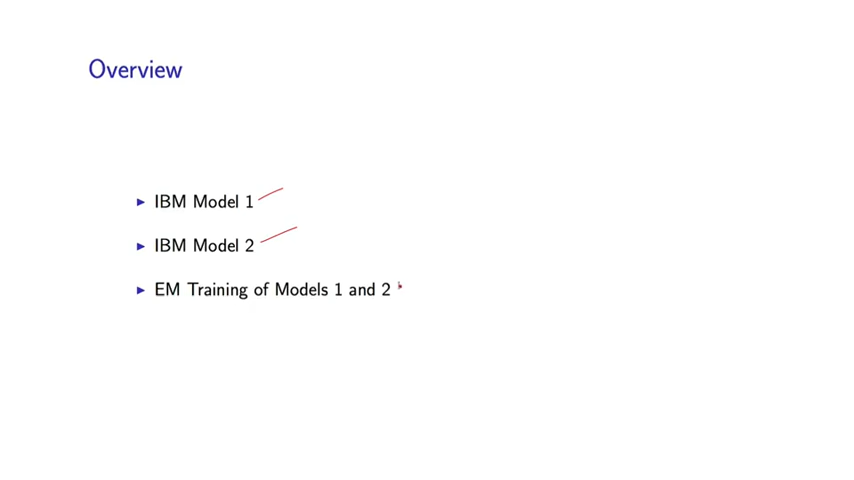 Overview
IBM Model 1
IBM Model 2
EM Training of Models 1 and 2